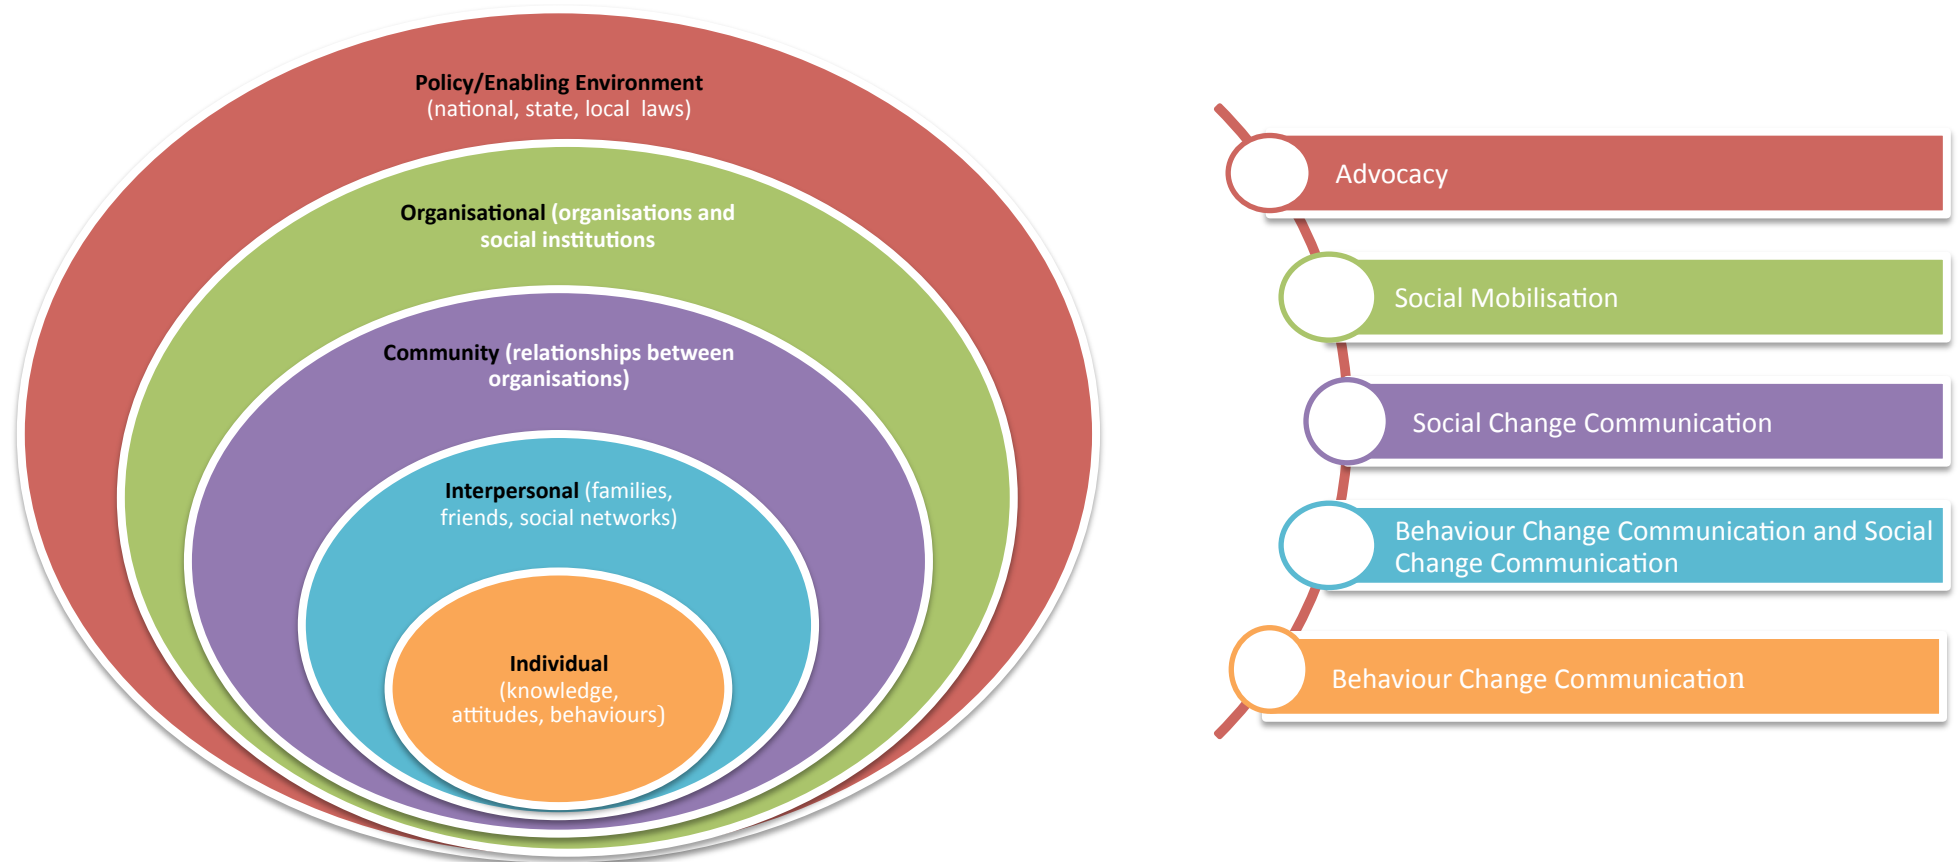 Policy/Enabling Environment
(national, state, local laws)
Organisational (organisations and
social institutions
Community (relationships between
organisations)
Interpersonal (families,
friends, social networks)
Individual
(knowledge,
attitudes, behaviours)
Advocacy
Social Mobilisation
Social Change Communication
Behaviour Change Communication and Social
Change Communication
Behaviour Change Communication